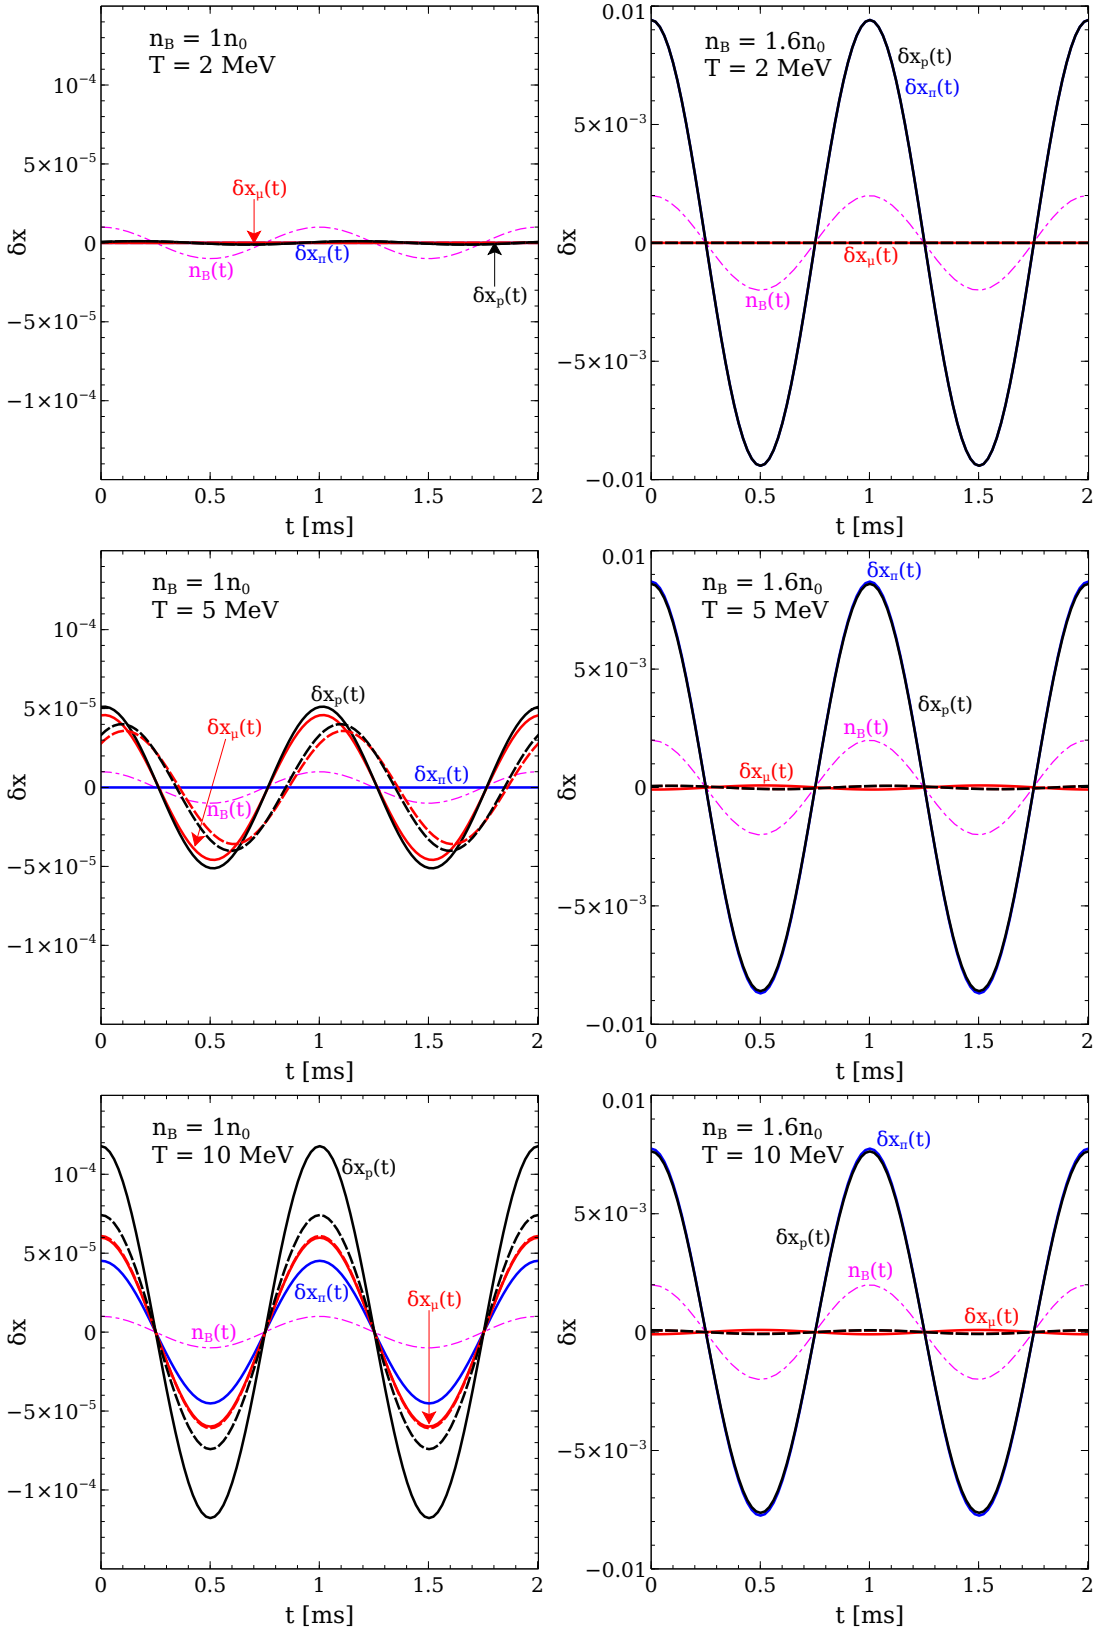 n_B = 1n_0
T = 2 MeV
10^-4
5×10^-5
0
−5×10^-5
−1×10^-4
δx
δx_μ(t)
δx_π(t)
n_B(t)
δx_p(t)
0 0.5 1 1.5 2
t [ms]
0.01
n_B = 1.6n_0
T = 2 MeV
δx_p(t)
δx_π(t)
5×10^-3
0
−5×10^-3
−0.01
δx
δx_μ(t)
n_B(t)
0 0.5 1 1.5 2
t [ms]
n_B = 1n_0
T = 5 MeV
10^-4
5×10^-5
0
−5×10^-5
−1×10^-4
δx
δx_p(t)
δx_μ(t)
δx_π(t)
n_B(t)
0 0.5 1 1.5 2
t [ms]
0.01
δx_π(t)
n_B = 1.6n_0
T = 5 MeV
5×10^-3
0
−5×10^-3
−0.01
δx
δx_p(t)
n_B(t)
δx_μ(t)
0 0.5 1 1.5 2
t [ms]
n_B = 1n_0
T = 10 MeV
10^-4
5×10^-5
0
−5×10^-5
−1×10^-4
δx
δx_p(t)
δx_π(t)
δx_μ(t)
n_B(t)
0 0.5 1 1.5 2
t [ms]
0.01
n_B = 1.6n_0
T = 10 MeV
δx_π(t)
5×10^-3
0
−5×10^-3
−0.01
δx
δx_p(t)
n_B(t)
δx_μ(t)
0 0.5 1 1.5 2
t [ms]